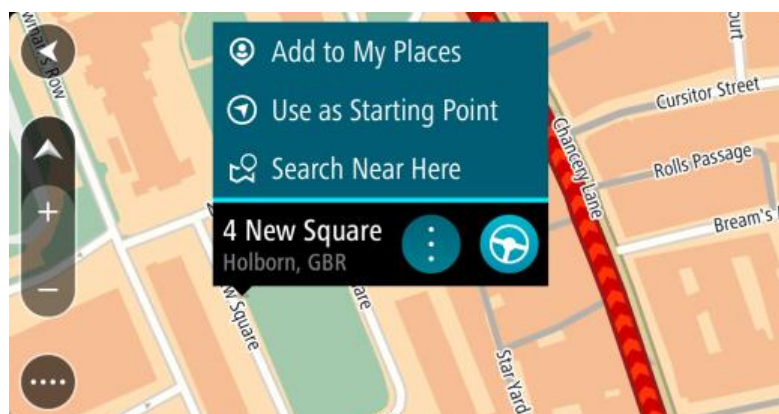 Add to My Places
Use as Starting Point
Search Near Here
4 New Square
Holborn, GBR
Row
Cursitor Street
Chancery Lane
Rolls Passage
Bream's
Square
Star Yard